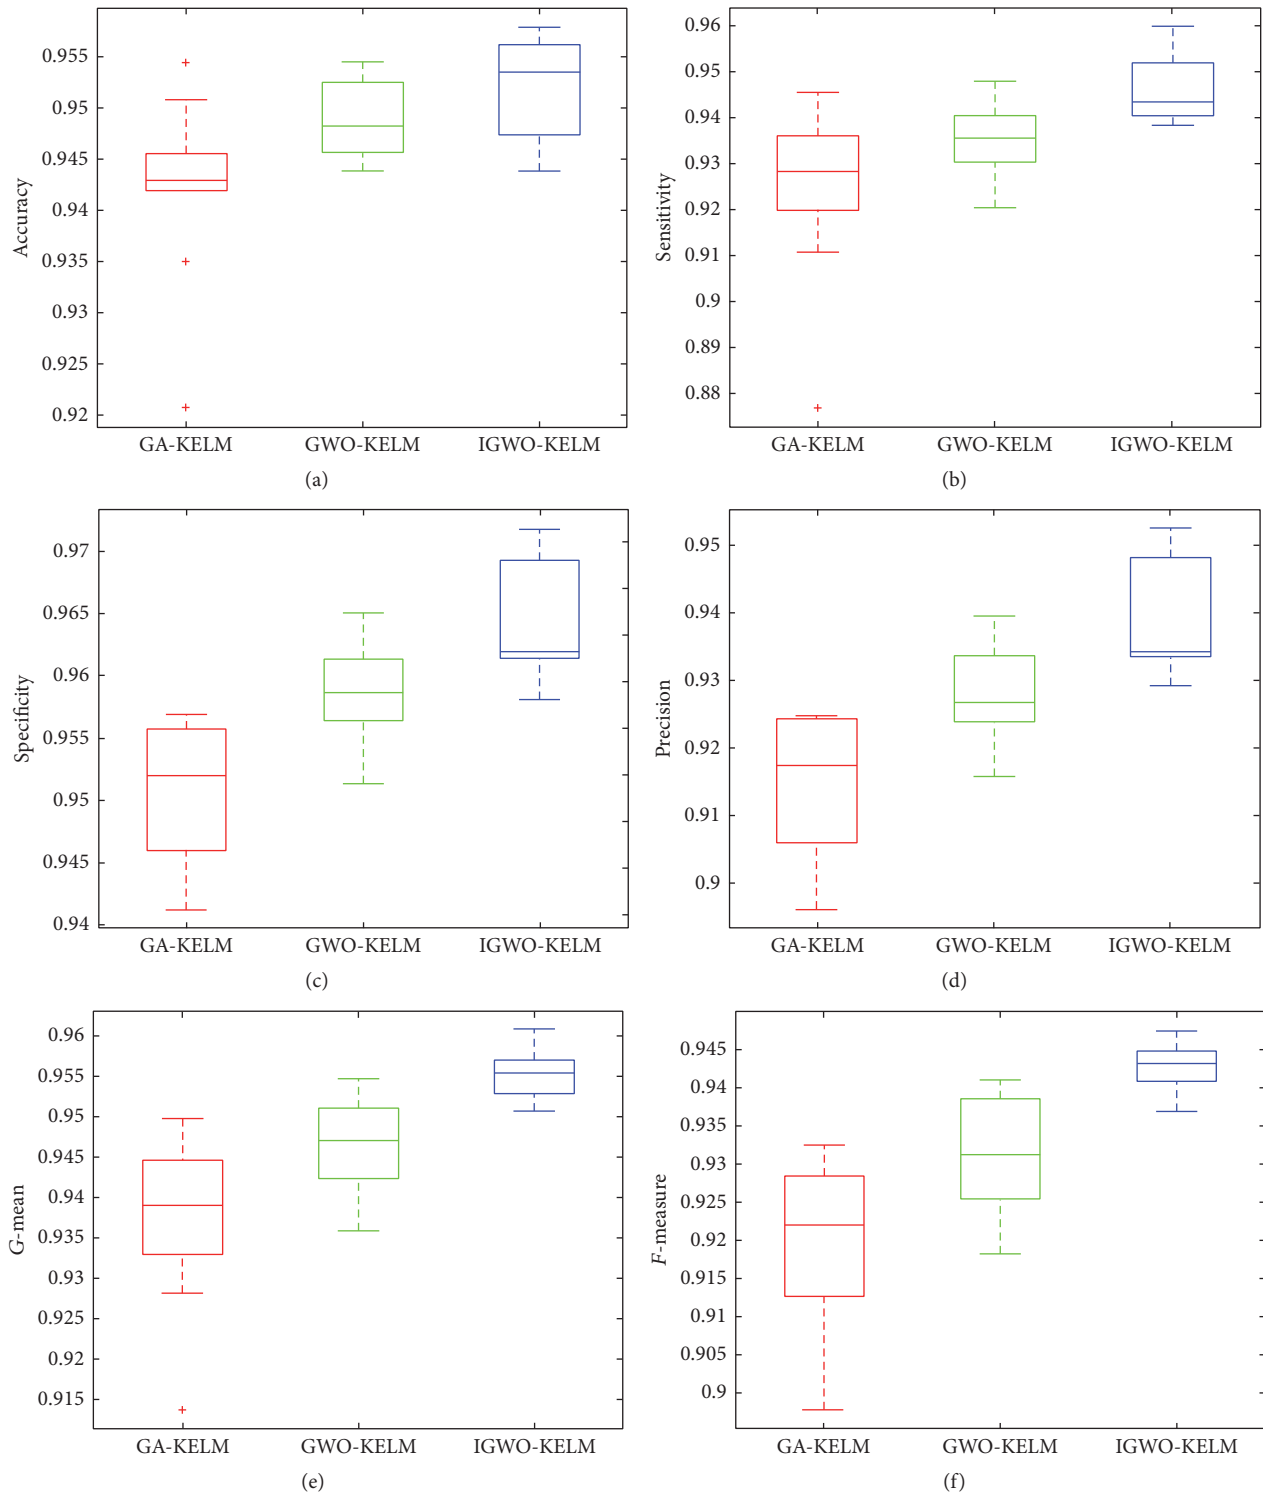 Accuracy
0.955
0.95
0.945
0.94
0.935
0.93
0.925
0.92
GA-KELM GWO-KELM IGWO-KELM
(a)
Sensitivity
0.96
0.95
0.94
0.93
0.92
0.91
0.9
0.89
0.88
GA-KELM GWO-KELM IGWO-KELM
(b)
Specificity
0.97
0.965
0.96
0.955
0.95
0.945
0.94
GA-KELM GWO-KELM IGWO-KELM
(c)
Precision
0.95
0.94
0.93
0.92
0.91
0.9
GA-KELM GWO-KELM IGWO-KELM
(d)
G-mean
0.96
0.955
0.95
0.945
0.94
0.935
0.93
0.925
0.92
0.915
GA-KELM GWO-KELM IGWO-KELM
(e)
F-measure
0.945
0.94
0.935
0.93
0.925
0.92
0.915
0.91
0.905
0.9
GA-KELM GWO-KELM IGWO-KELM
(f)